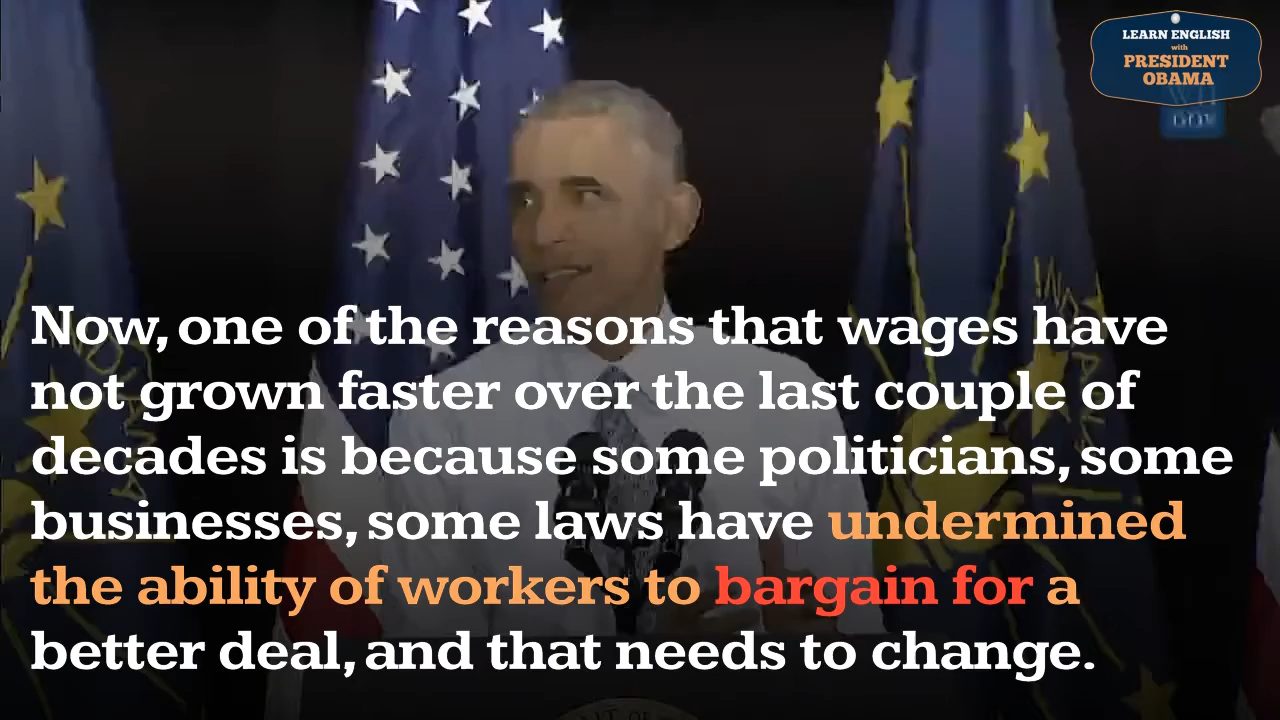 LEARN ENGLISH
with
PRESIDENT
OBAMA
Now, one of the reasons that wages have
not grown faster over the last couple of
decades is because some politicians, some
businesses, some laws have undermined
the ability of workers to bargain for a
better deal, and that needs to change.